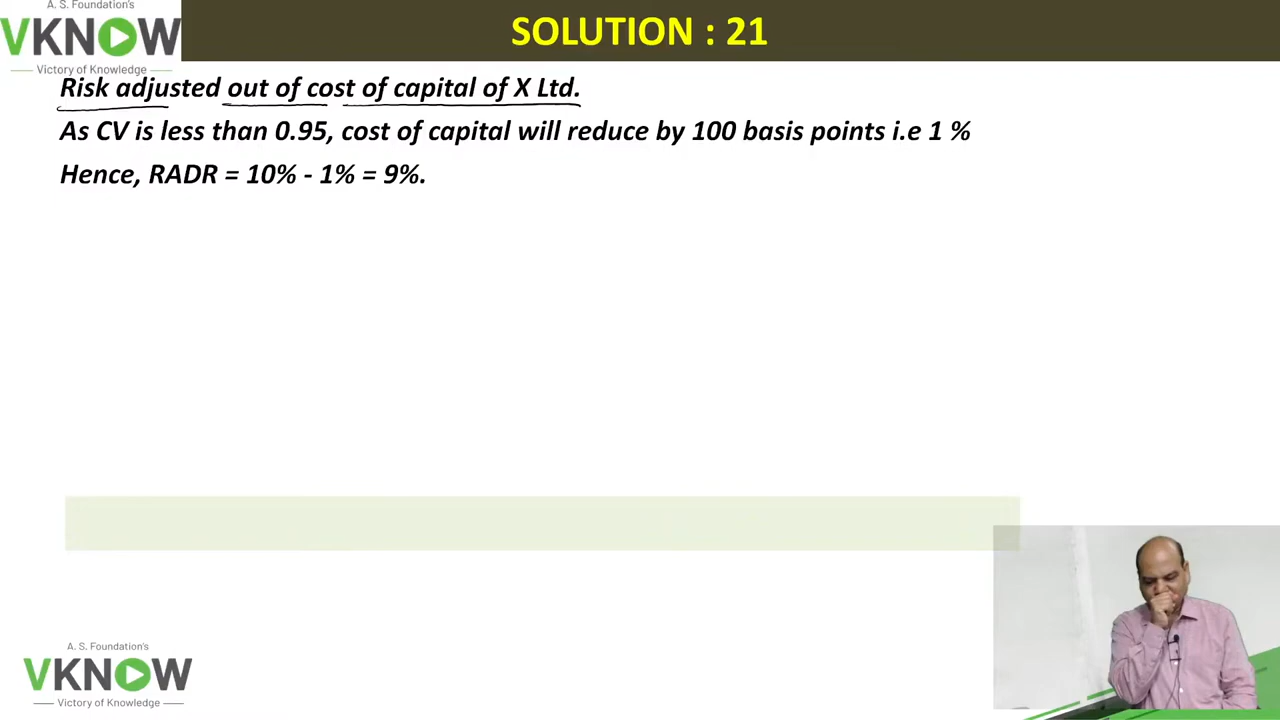 A. S. Foundation's
VKNOW
Victory of Knowledge
SOLUTION : 21
Risk adjusted out of cost of capital of X Ltd.
As CV is less than 0.95, cost of capital will reduce by 100 basis points i.e 1 %
Hence, RADR = 10% - 1% = 9%.
A. S. Foundation's
VKNOW
Victory of Knowledge